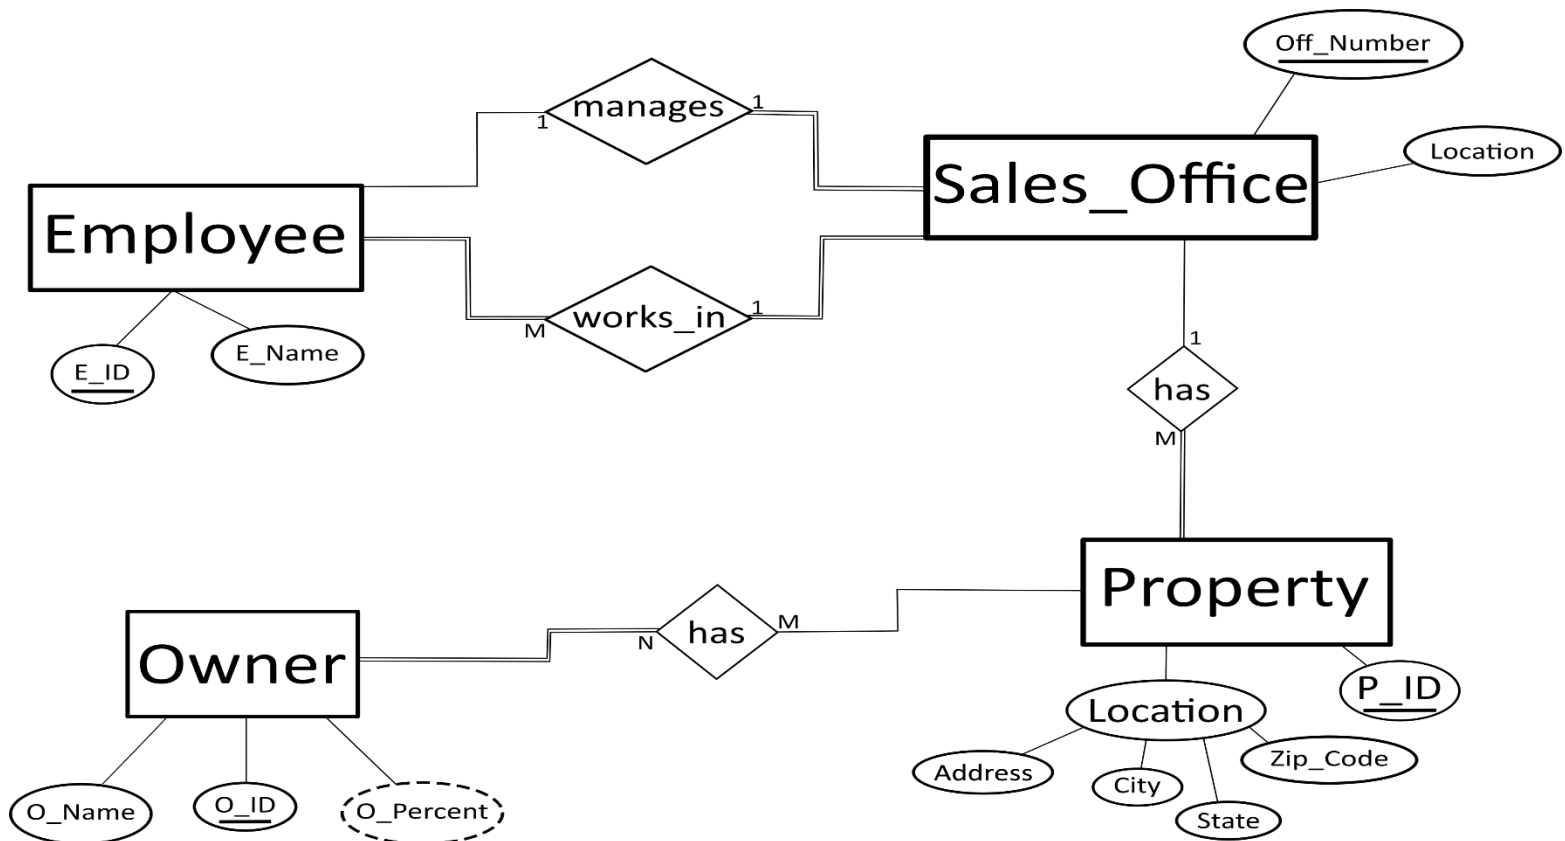 Off_Number
manages
1
1
Location
Sales_Office
Employee
works_in
M
1
E_Name
E_ID
1
has
M
Property
Owner
has
N
M
P_ID
Location
Address
City
State
Zip_Code
O_Name
O_ID
O_Percent